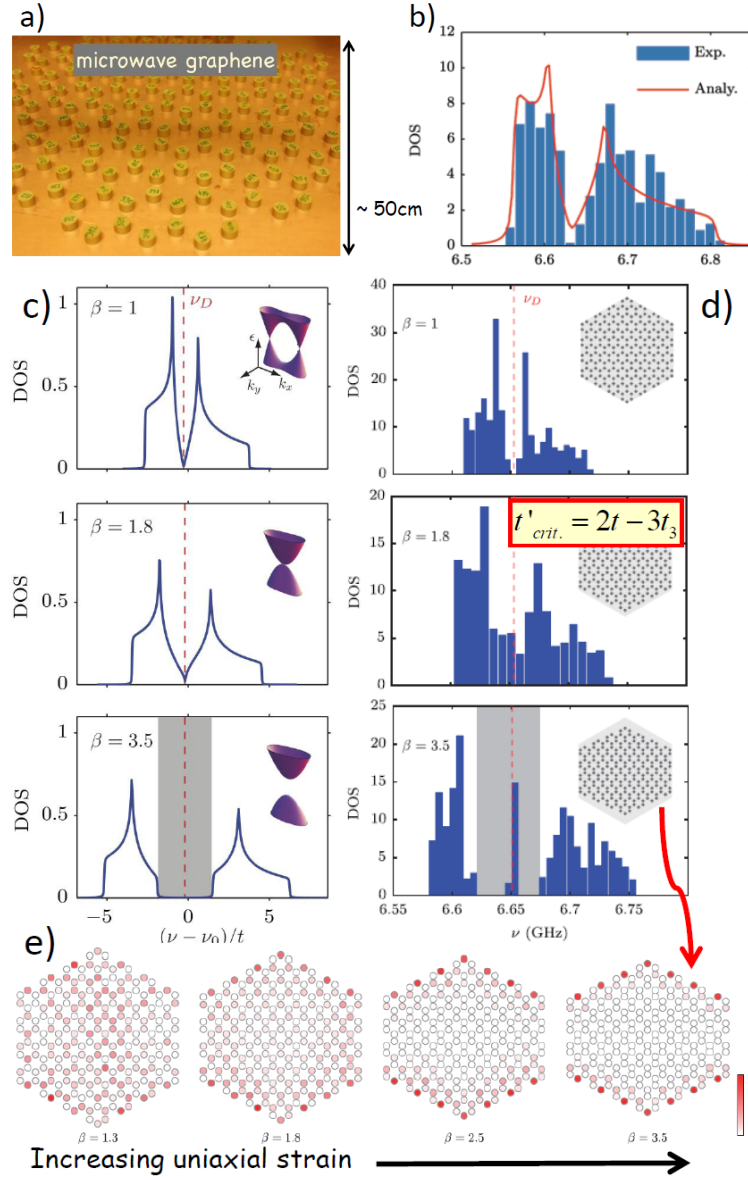 a)
microwave graphene
~ 50cm
b)
DOS
12
10
8
6
4
2
0
6.5
6.6
6.7
6.8
Exp.
Analy.
c)
DOS
1
0.5
0
β = 1
ν_D
ϵ
k_y
k_x
d)
DOS
40
30
20
10
0
β = 1
ν_D
DOS
1
0.5
0
β = 1.8
DOS
20
15
10
5
0
β = 1.8
t'_crit. = 2t − 3t_3
DOS
1
0.5
0
β = 3.5
−5
0
5
(ν − ν_0)/t
DOS
25
20
15
10
5
0
β = 3.5
6.55
6.6
6.65
6.7
6.75
ν (GHz)
e)
β = 1.3
β = 1.8
β = 2.5
β = 3.5
Increasing uniaxial strain